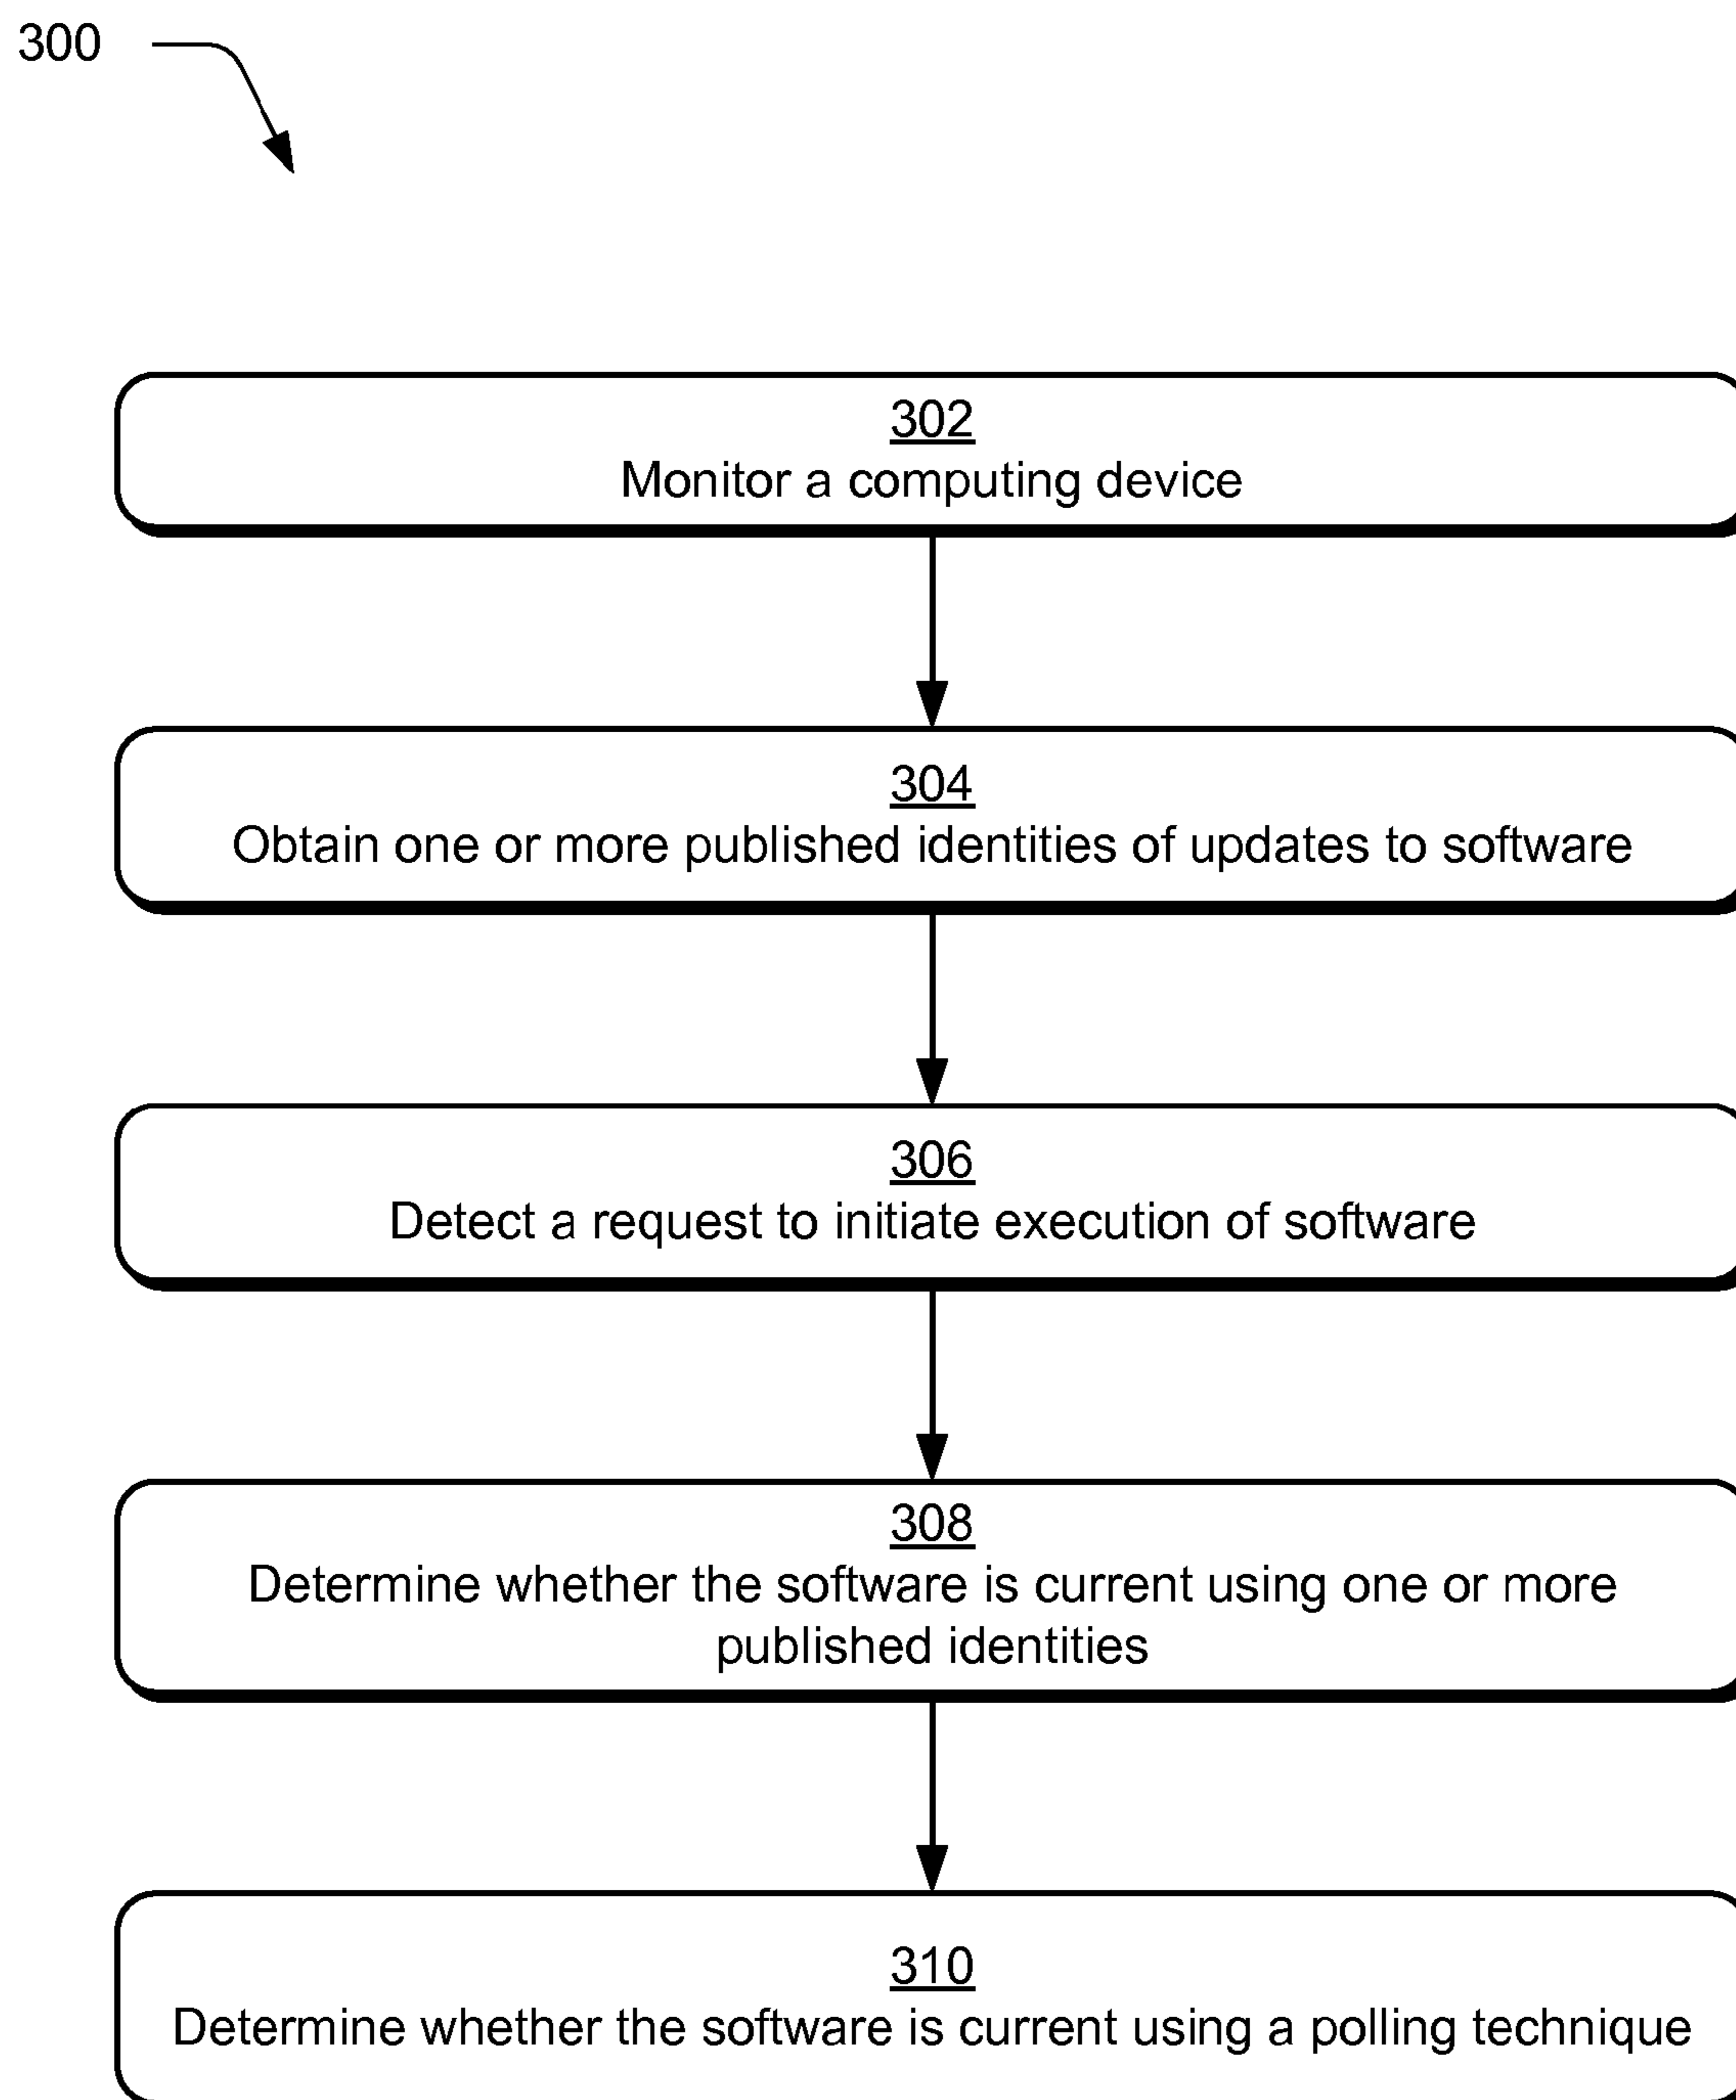 300
302
Monitor a computing device
304
Obtain one or more published identities of updates to software
306
Detect a request to initiate execution of software
308
Determine whether the software is current using one or more
published identities
310
Determine whether the software is current using a polling technique